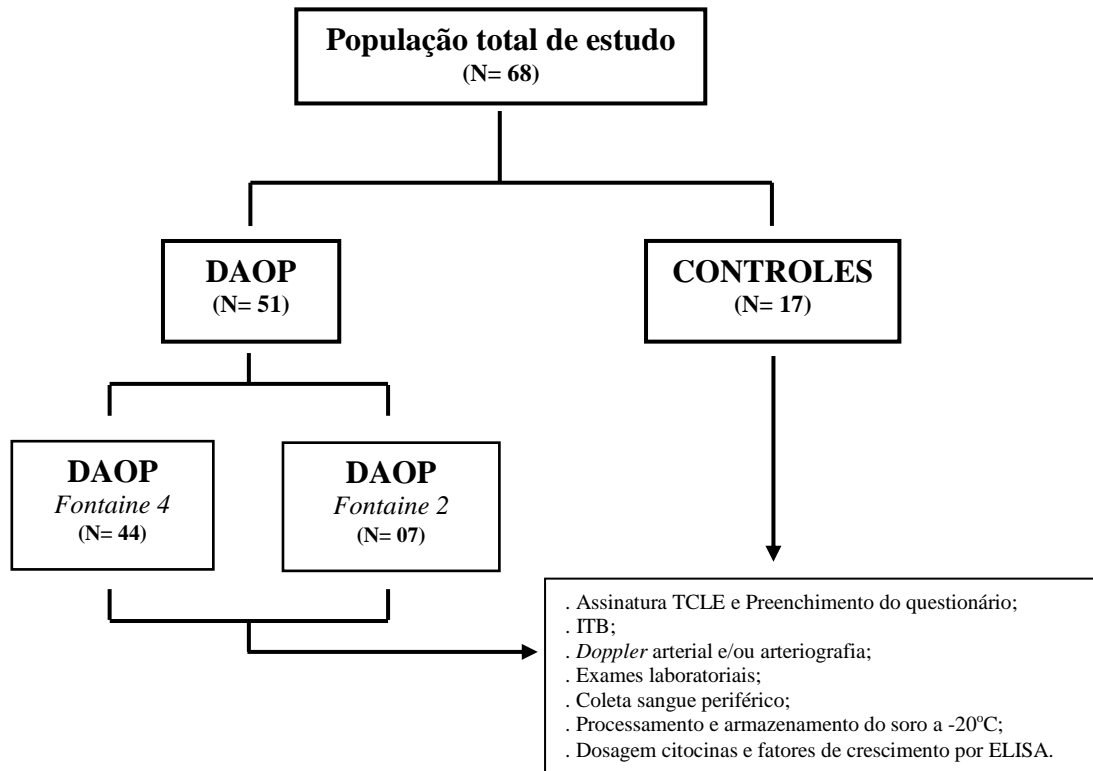 População total de estudo
(N= 68)
DAOP
(N= 51)
CONTROLES
(N= 17)
DAOP
Fontaine 4
(N= 44)
DAOP
Fontaine 2
(N= 07)
. Assinatura TCLE e Preenchimento do questionário;
. ITB;
. Doppler arterial e/ou arteriografia;
. Exames laboratoriais;
. Coleta sangue periférico;
. Processamento e armazenamento do soro a -20°C;
. Dosagem citocinas e fatores de crescimento por ELISA.